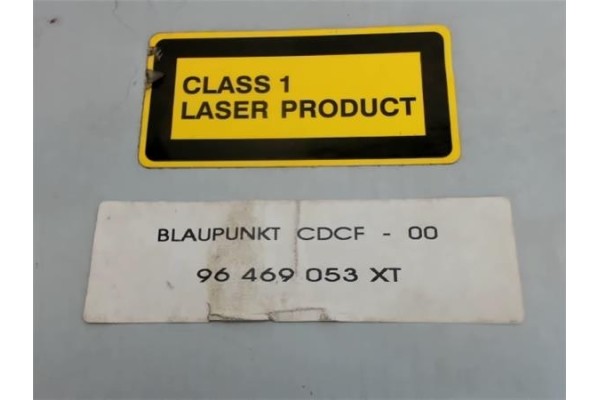 CLASS 1
LASER PRODUCT
BLAUPUNKT CDCF - 00
96 469 053 XT